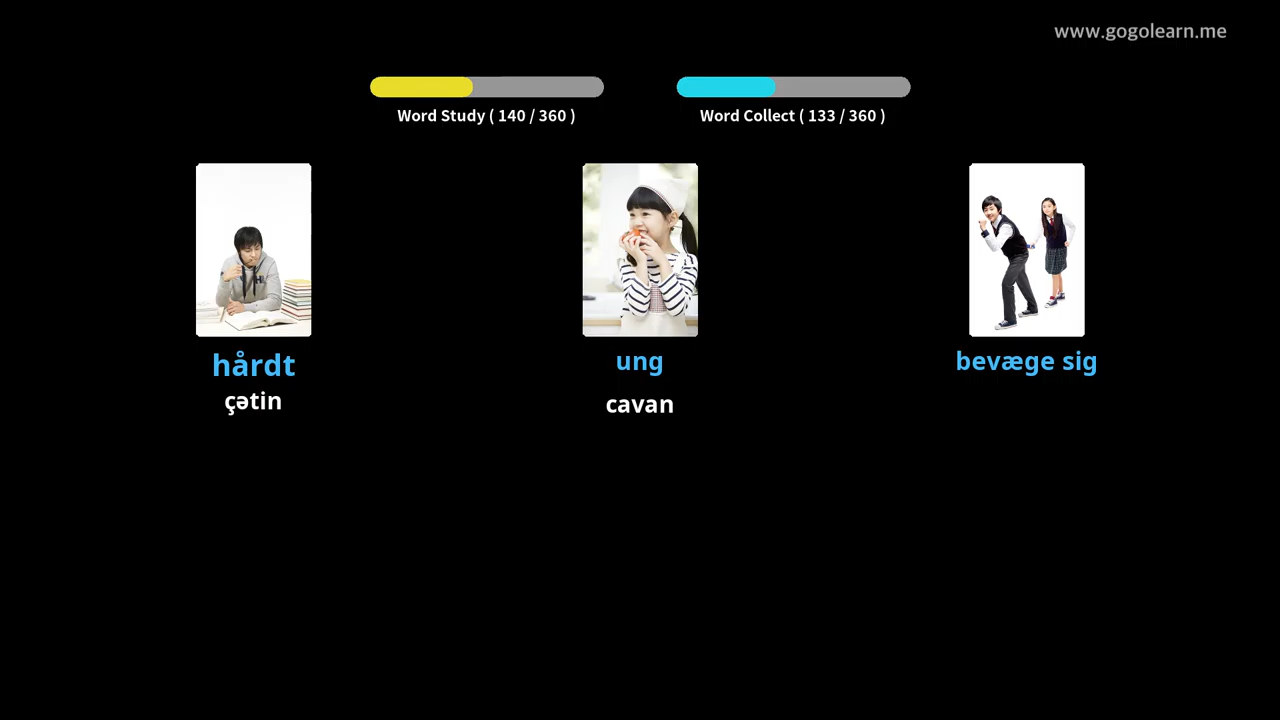 www.gogolearn.me
Word Study ( 140 / 360 )
Word Collect ( 133 / 360 )
hårdt
çətin
ung
cavan
bevæge sig